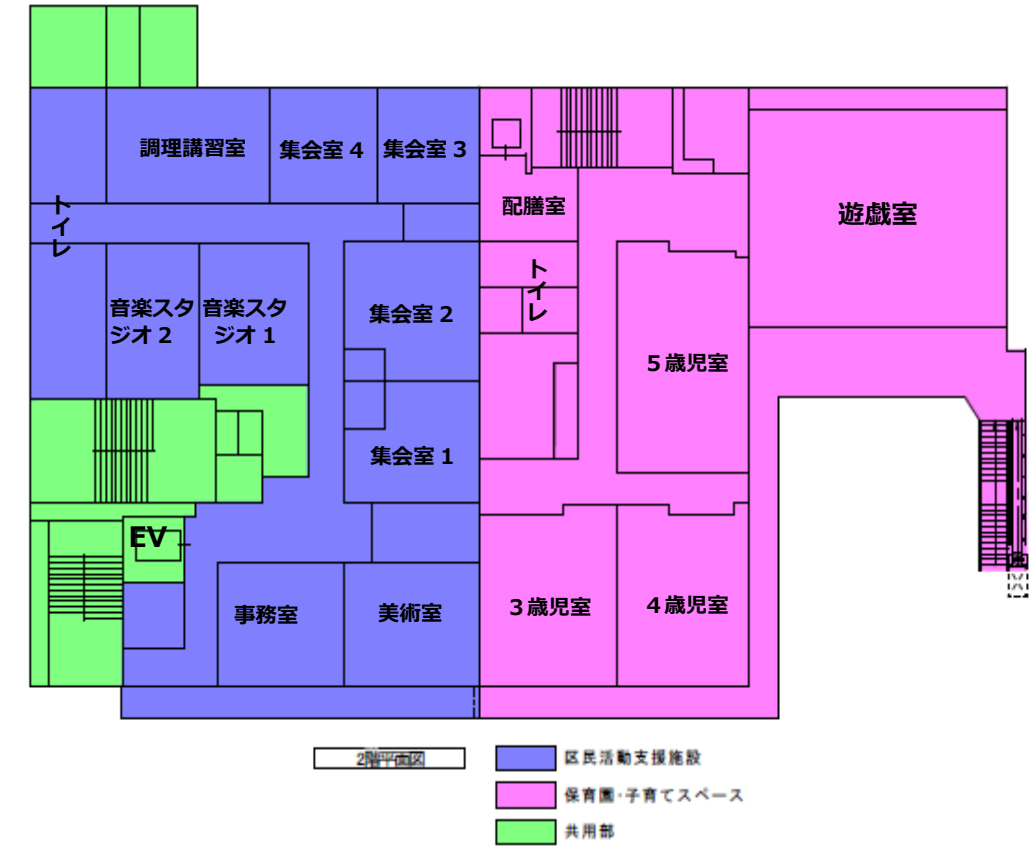 調理講習室
集会室４
集会室３
トイレ
配膳室
遊戯室
音楽スタ
ジオ２
音楽スタ
ジオ１
集会室２
トイレ
５歳児室
集会室１
EV
事務室
美術室
３歳児室
４歳児室
2階平面図
区民活動支援施設
保育園・子育てスペース
共用部